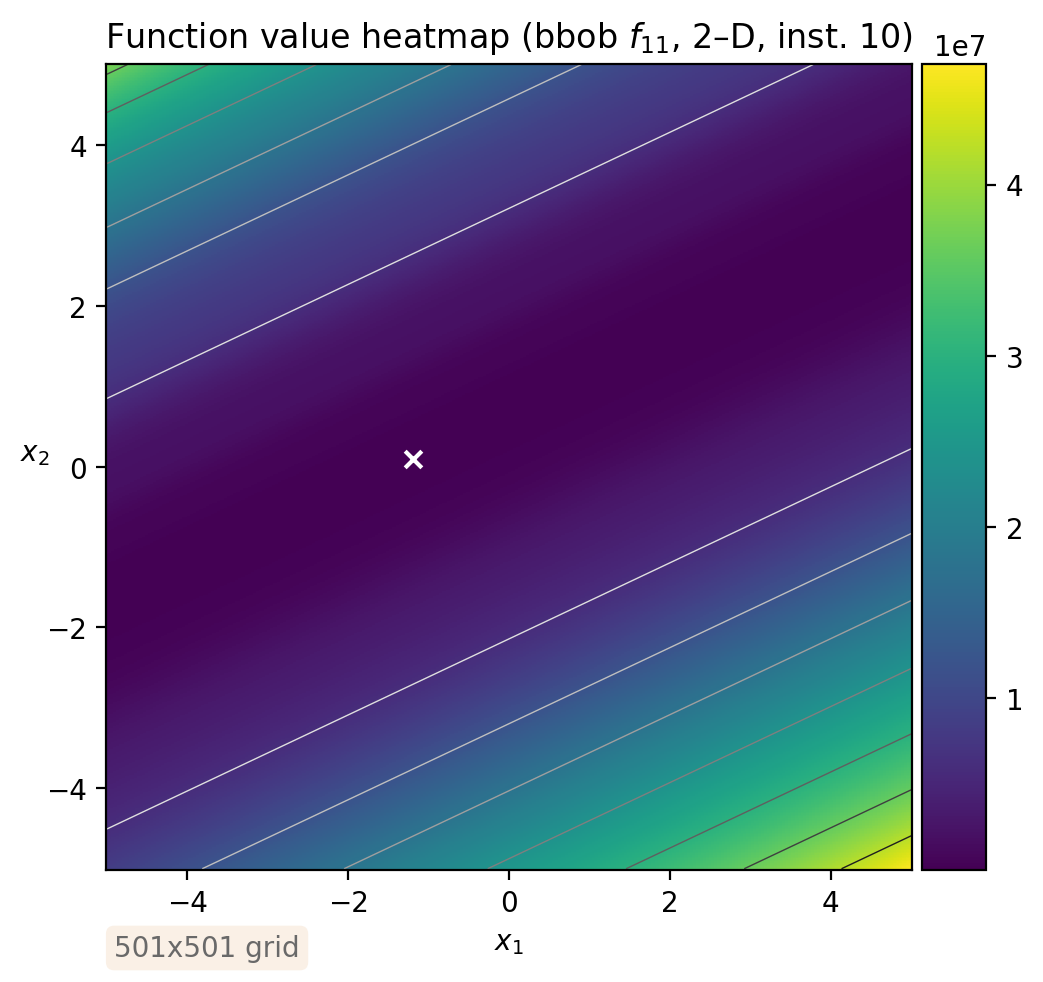 Function value heatmap (bbob f₁₁, 2–D, inst. 10)
1e7
4
3
2
1
4
2
0
−2
−4
x₂
−4
−2
0
2
4
x₁
501x501 grid